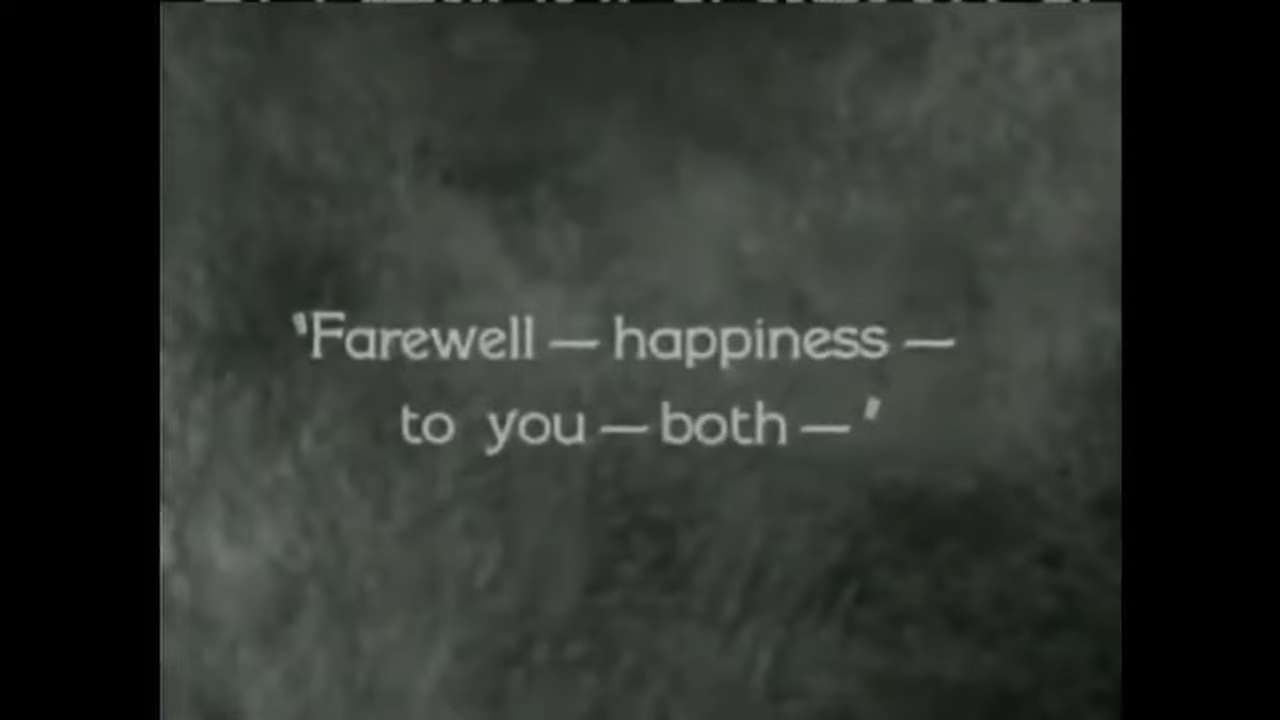 'Farewell — happiness —
to you — both — '